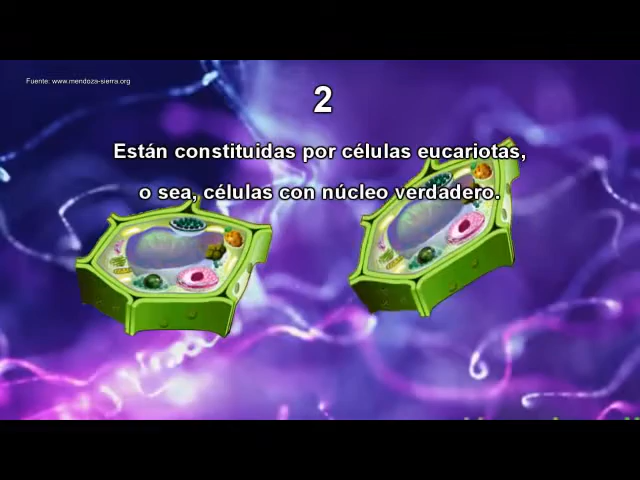 Fuente: www.mendoza-sierra.org
2
Están constituidas por células eucariotas,
o sea, células con núcleo verdadero.